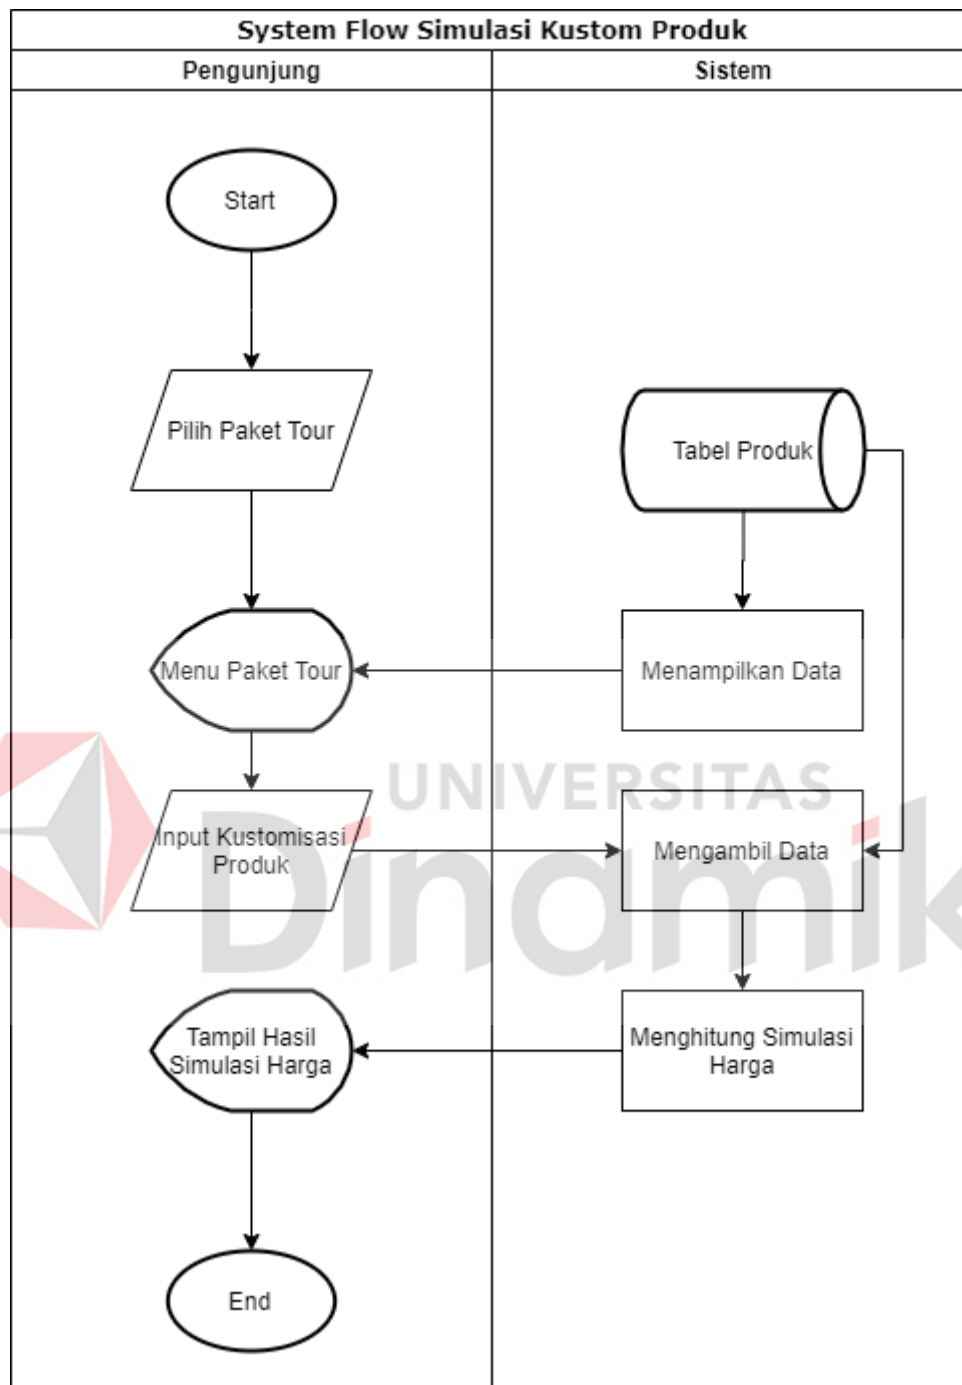 System Flow Simulasi Kustom Produk
Pengunjung
Sistem
Start
Pilih Paket Tour
Tabel Produk
Menu Paket Tour
Menampilkan Data
UNIVERSITAS
Dinamik
Input Kustomisasi
Produk
Mengambil Data
Tampil Hasil
Simulasi Harga
Menghitung Simulasi
Harga
End